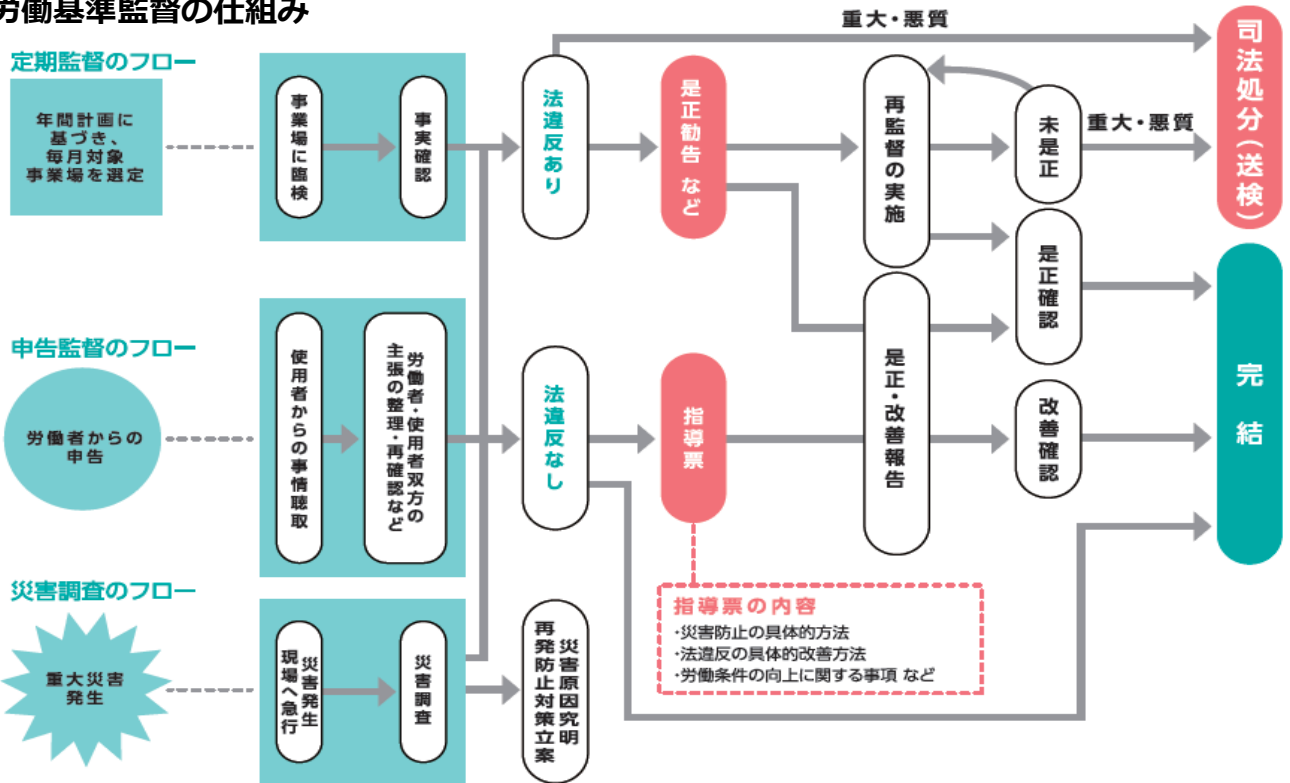 労働基準監督の仕組み
定期監督のフロー
年間計画に
基づき、
毎月対象
事業場を選定
事業場に臨検
事実確認
法違反あり
是正勧告 など
再監督の実施
未是正
重大・悪質
重大・悪質
司法処分(送検)
是正確認
申告監督のフロー
労働者からの
申告
使用者からの事情聴取
労働者・使用者双方の
主張の整理・再確認など
法違反なし
指導票
是正・改善報告
改善確認
完結
災害調査のフロー
重大災害
発生
災害発生
現場へ急行
災害調査
災害原因究明
再発防止対策立案
指導票の内容
・災害防止の具体的方法
・法違反の具体的改善方法
・労働条件の向上に関する事項 など